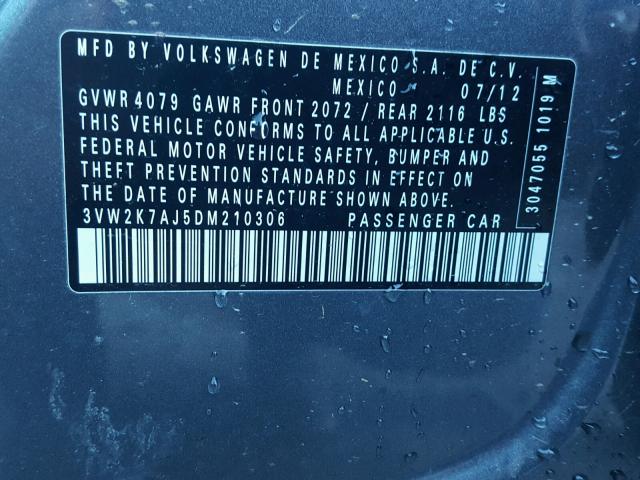 MFD BY VOLKSWAGEN DE MEXICO S.A. DE C.V.
MEXICO 07/12
GVWR 4079 GAWR FRONT 2072 / REAR 2116 LBS
THIS VEHICLE CONFORMS TO ALL APPLICABLE U.S.
FEDERAL MOTOR VEHICLE SAFETY, BUMPER AND
THEFT PREVENTION STANDARDS IN EFFECT ON
THE DATE OF MANUFACTURE SHOWN ABOVE.
3VW2K7AJ5DM210306 PASSENGER CAR
3047055 1019 M